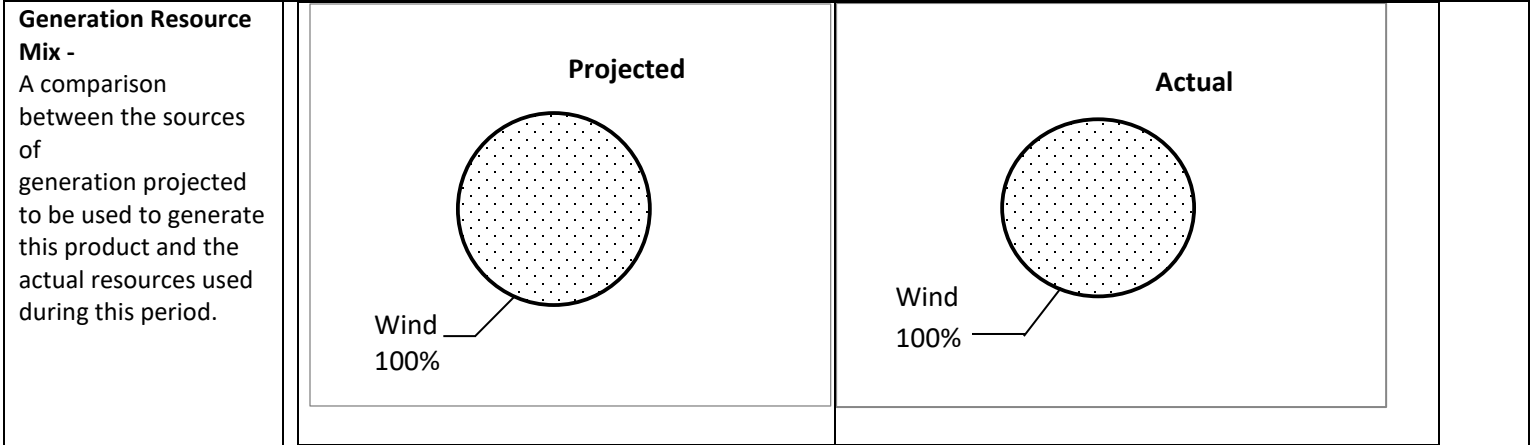 Generation Resource
Mix -
A comparison
between the sources
of
generation projected
to be used to generate
this product and the
actual resources used
during this period.
Projected
Wind
100%
Actual
Wind
100%